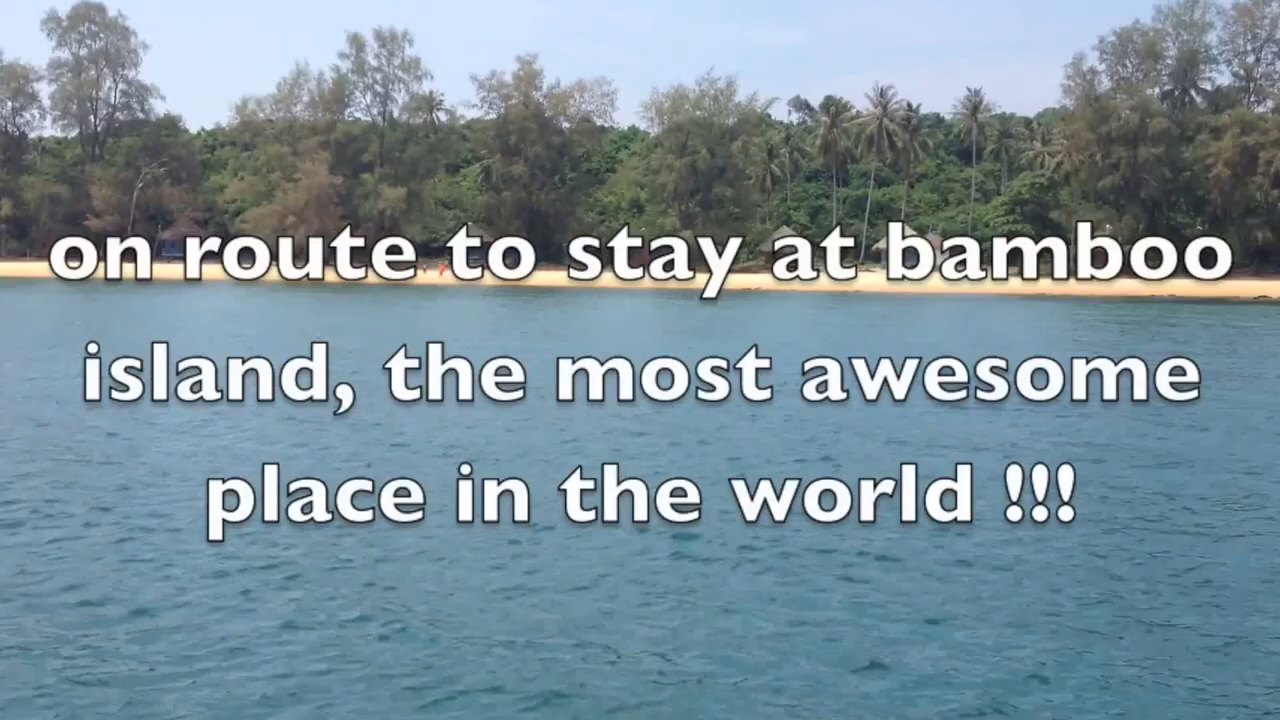 on route to stay at bamboo
island, the most awesome
place in the world !!!